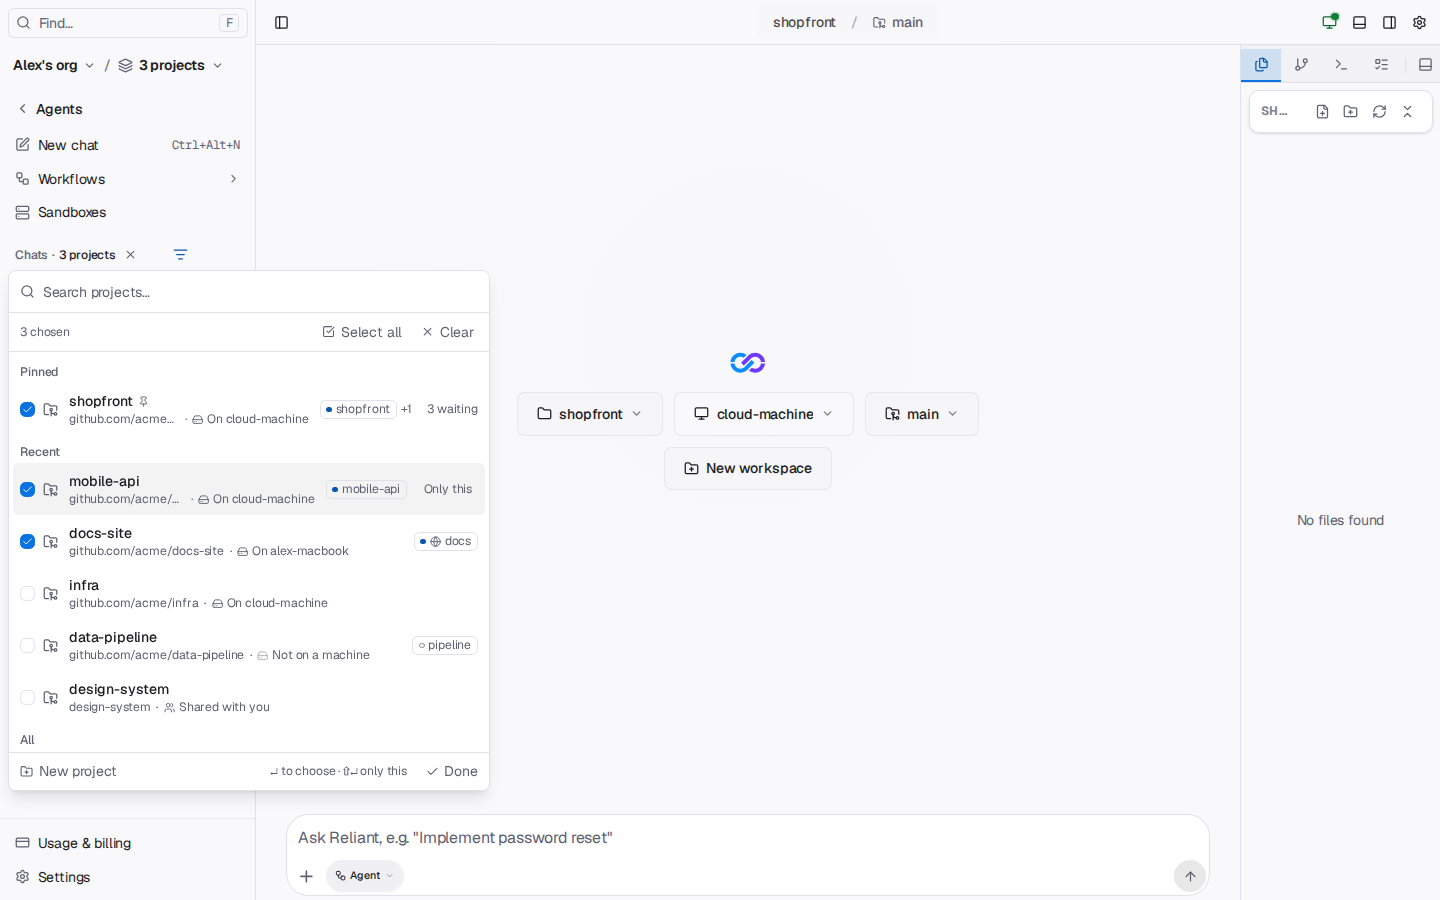 Find...
F
shopfront / main
Alex's org / 3 projects
Agents
New chat Ctrl+Alt+N
Workflows
Sandboxes
Chats · 3 projects
SH...
Search projects...
3 chosen Select all Clear
Pinned
shopfront
github.com/acme... · On cloud-machine
shopfront +1 3 waiting
Recent
mobile-api
github.com/acme/... · On cloud-machine
mobile-api Only this
docs-site
github.com/acme/docs-site · On alex-macbook
docs
infra
github.com/acme/infra · On cloud-machine
data-pipeline
github.com/acme/data-pipeline · Not on a machine
pipeline
design-system
design-system · Shared with you
All
New project ↵ to choose · ⇧↵ only this Done
shopfront cloud-machine main
New workspace
No files found
Usage & billing
Settings
Ask Reliant, e.g. "Implement password reset"
Agent